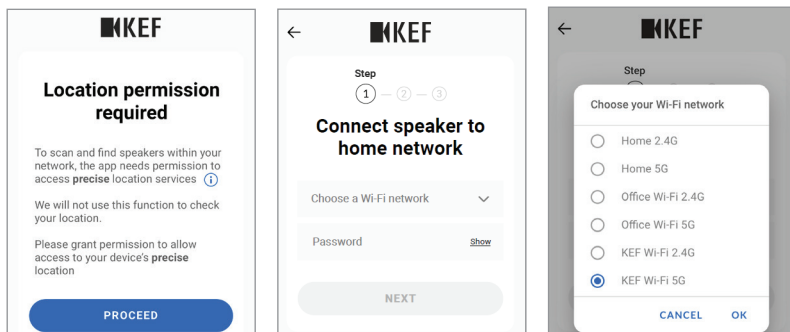 KEF
Location permission
required
To scan and find speakers within your
network, the app needs permission to
access precise location services
We will not use this function to check
your location.
Please grant permission to allow
access to your device's precise
location
PROCEED
KEF
Step
1 2 3
Connect speaker to
home network
Choose a Wi-Fi network
Password Show
NEXT
KEF
Step
Choose your Wi-Fi network
Home 2.4G
Home 5G
Office Wi-Fi 2.4G
Office Wi-Fi 5G
KEF Wi-Fi 2.4G
KEF Wi-Fi 5G
CANCEL OK